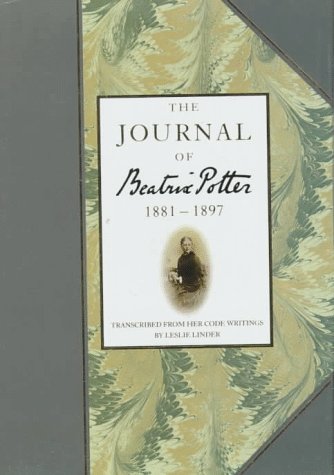 THE
JOURNAL
OF
Beatrix Potter
1881 – 1897
TRANSCRIBED FROM HER CODE WRITINGS
BY LESLIE LINDER